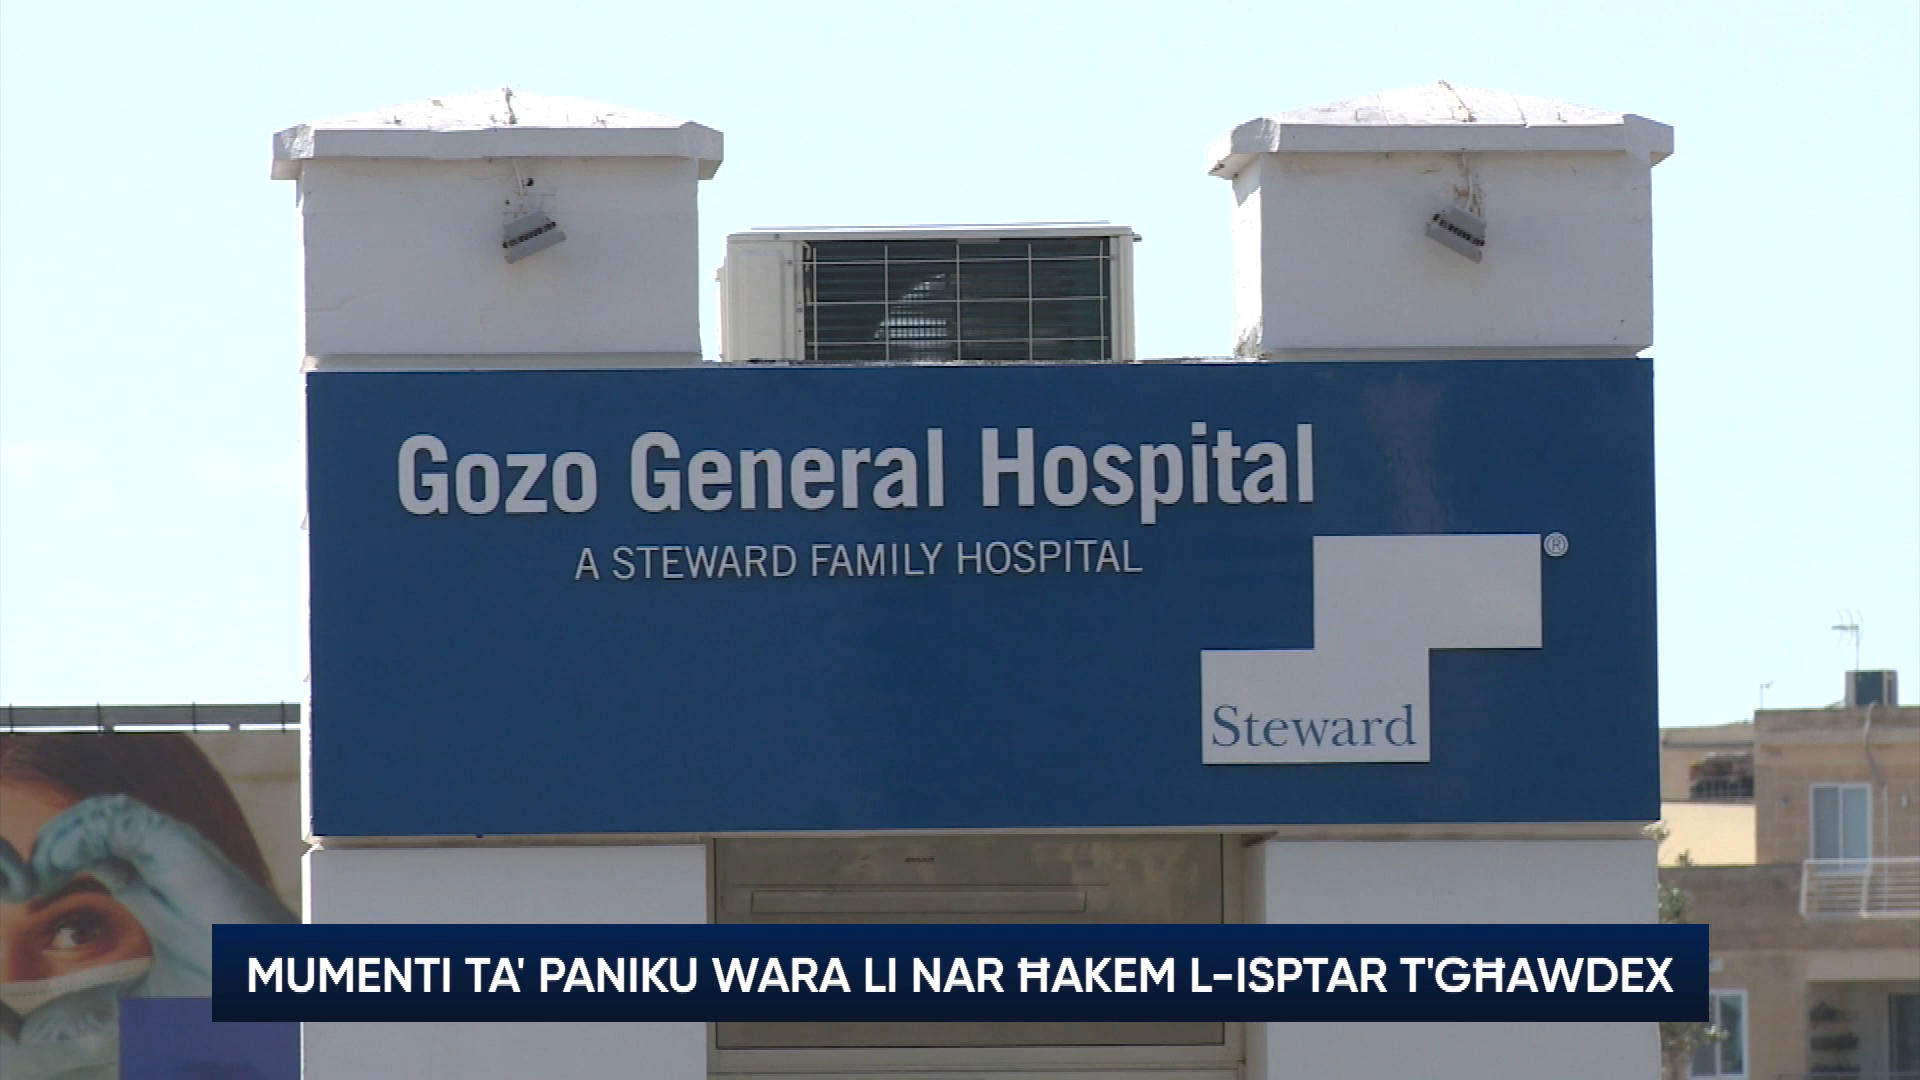 Gozo General Hospital
A STEWARD FAMILY HOSPITAL
®
Steward
MUMENTI TA' PANIKU WARA LI NAR ĦAKEM L-ISPTAR T'GĦAWDEX